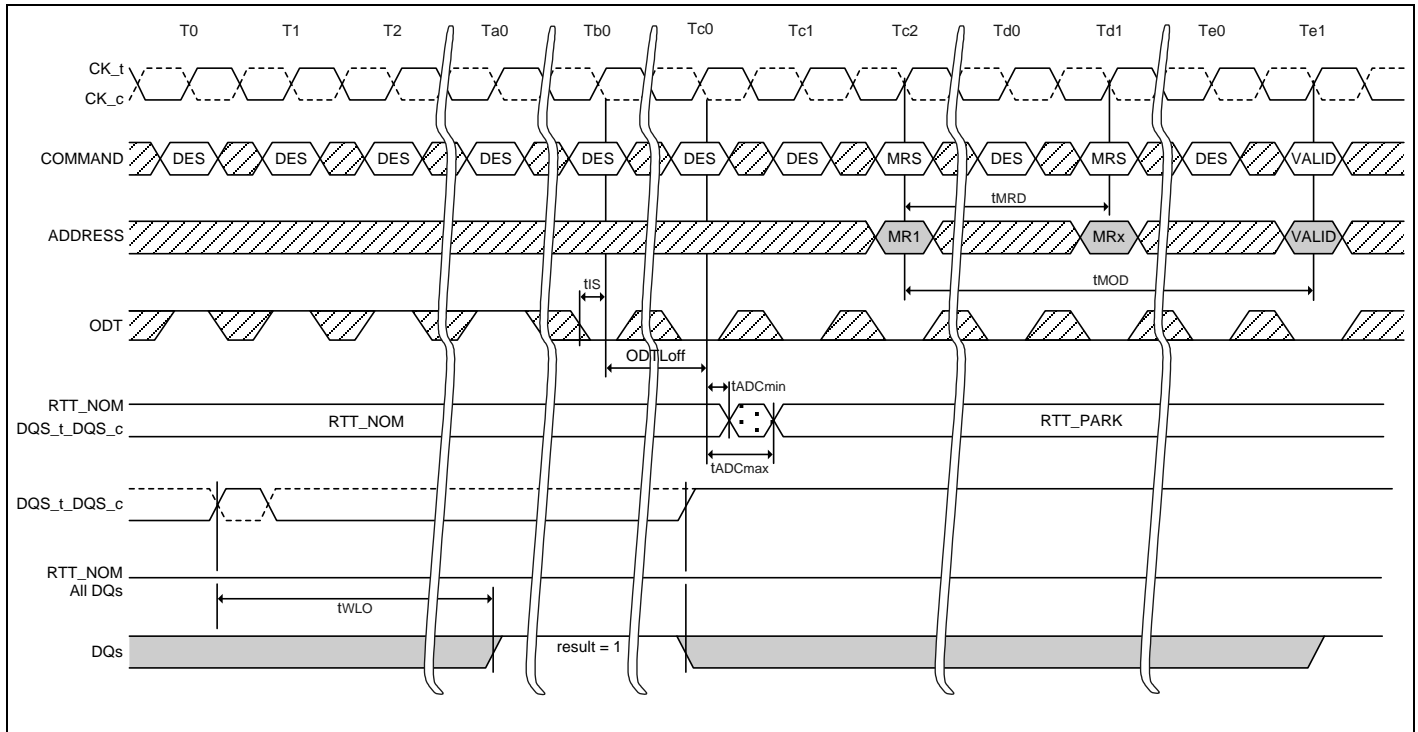 T0 T1 T2 Ta0 Tb0 Tc0 Tc1 Tc2 Td0 Td1 Te0 Te1
CK_t
CK_c
COMMAND DES DES DES DES DES DES DES MRS DES MRS DES VALID
tMRD
ADDRESS MR1 MRx VALID
tIS tMOD
ODT
ODTLoff
tADCmin
RTT_NOM
DQS_t_DQS_c RTT_NOM RTT_PARK
tADCmax
DQS_t_DQS_c
RTT_NOM
All DQs
tWLO
DQs result = 1